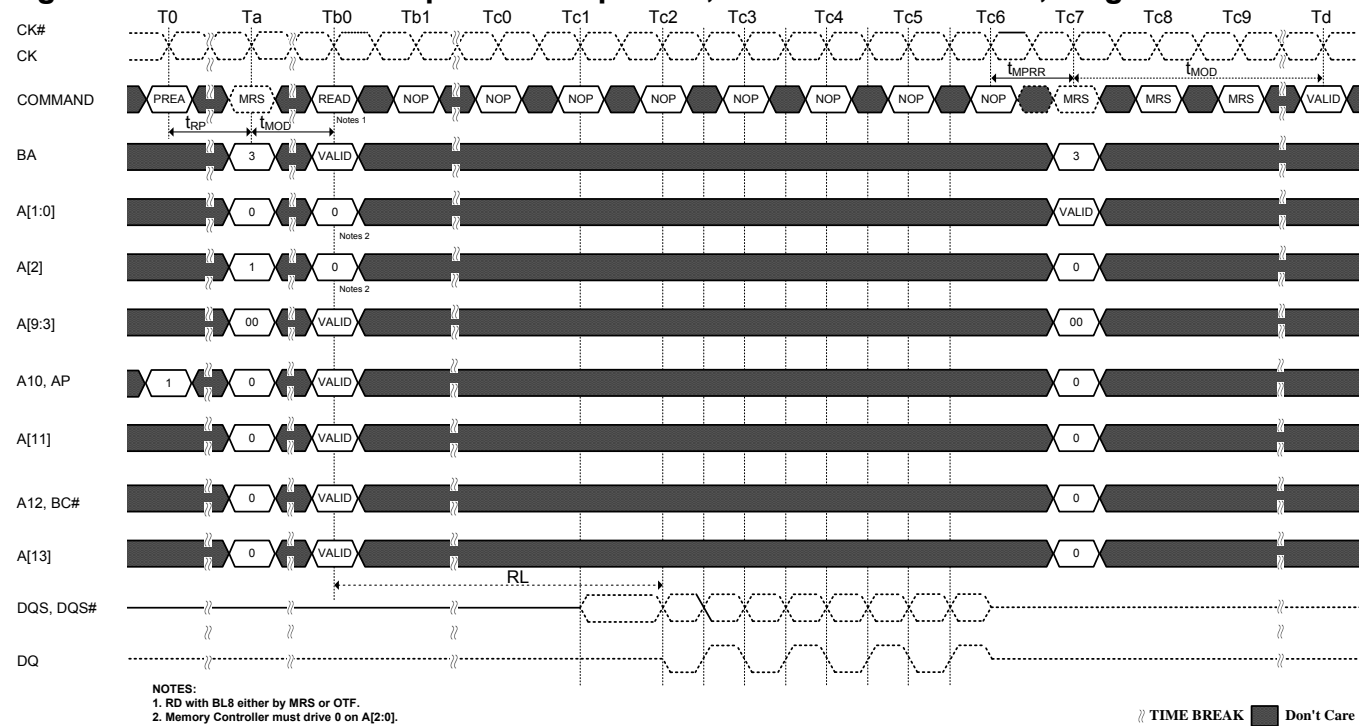 T0 Ta Tb0 Tb1 Tc0 Tc1 Tc2 Tc3 Tc4 Tc5 Tc6 Tc7 Tc8 Tc9 Td
CK#
CK
tMPRR tMOD
COMMAND PREA MRS READ NOP NOP NOP NOP NOP NOP NOP NOP MRS MRS MRS VALID
tRP tMOD Notes 1
BA 3 VALID 3
A[1:0] 0 0 VALID
Notes 2
A[2] 1 0 0
Notes 2
A[9:3] 00 VALID 00
A10, AP 1 0 VALID 0
A[11] 0 VALID 0
A12, BC# 0 VALID 0
A[13] 0 VALID 0
RL
DQS, DQS#
DQ
NOTES:
1. RD with BL8 either by MRS or OTF.
2. Memory Controller must drive 0 on A[2:0].
TIME BREAK Don't Care